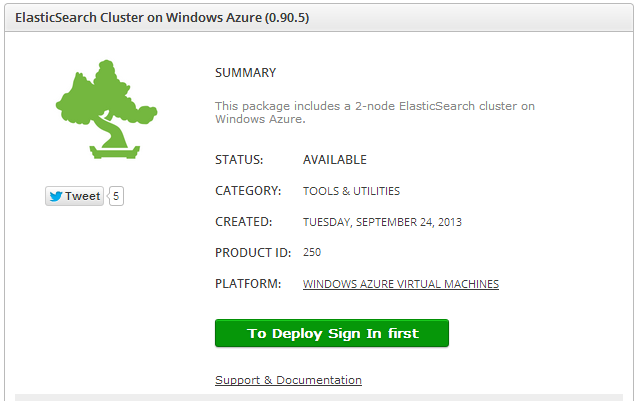 ElasticSearch Cluster on Windows Azure (0.90.5)
SUMMARY
This package includes a 2-node ElasticSearch cluster on
Windows Azure.
Tweet 5
STATUS: AVAILABLE
CATEGORY: TOOLS & UTILITIES
CREATED: TUESDAY, SEPTEMBER 24, 2013
PRODUCT ID: 250
PLATFORM: WINDOWS AZURE VIRTUAL MACHINES
To Deploy Sign In first
Support & Documentation